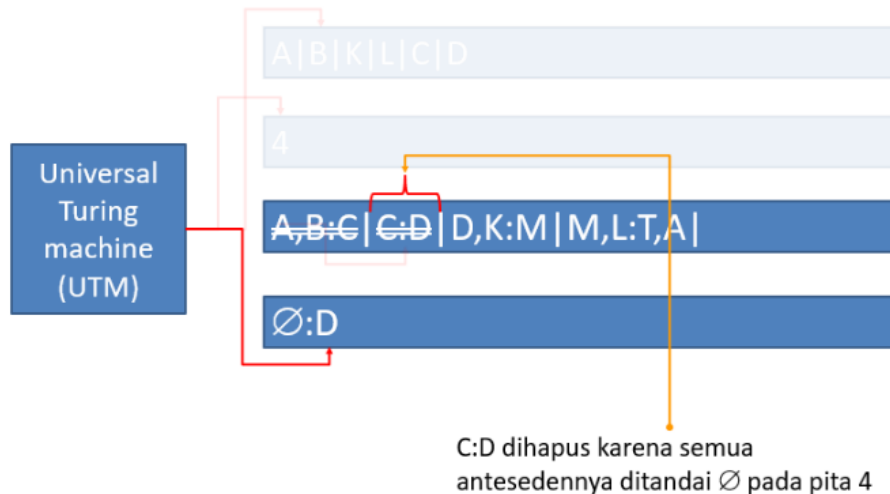 A|B|K|L|C|D
4
Universal
Turing
machine
(UTM)
A,B:C|C:D|D,K:M|M,L:T,A|
∅:D
C:D dihapus karena semua
antesedennya ditandai ∅ pada pita 4